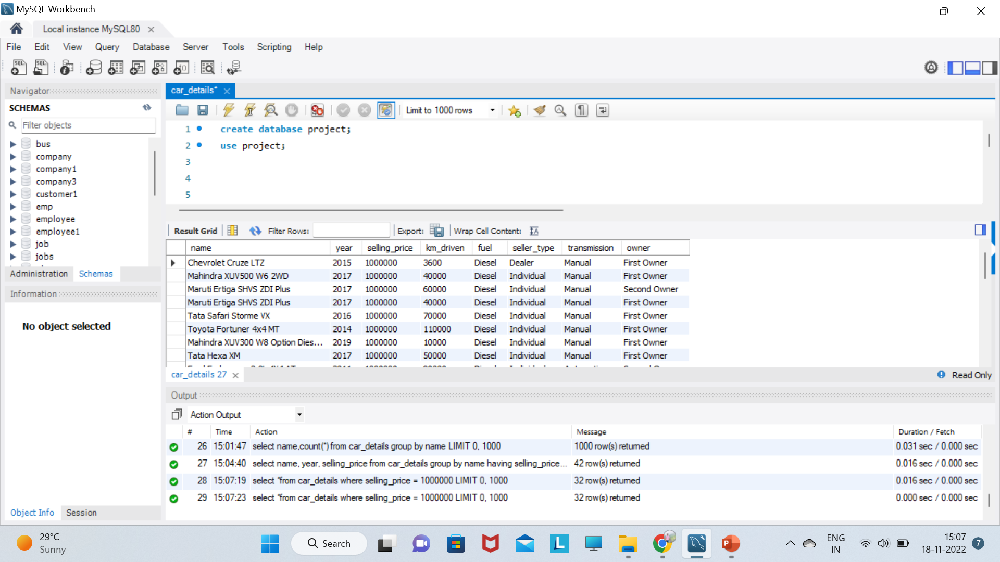 MySQL Workbench
Local instance MySQL80
File Edit View Query Database Server Tools Scripting Help
Navigator
SCHEMAS
Filter objects
bus
company
company1
company3
customer1
emp
employee
employee1
job
jobs
Administration Schemas
Information
No object selected
Object Info Session
car_details*
Limit to 1000 rows
1 create database project;
2 use project;
3
4
5
Result Grid Filter Rows: Export: Wrap Cell Content:
name year selling_price km_driven fuel seller_type transmission owner
Chevrolet Cruze LTZ 2015 1000000 3600 Diesel Dealer Manual First Owner
Mahindra XUV500 W6 2WD 2017 1000000 40000 Diesel Individual Manual First Owner
Maruti Ertiga SHVS ZDI Plus 2017 1000000 60000 Diesel Individual Manual Second Owner
Maruti Ertiga SHVS ZDI Plus 2017 1000000 40000 Diesel Individual Manual First Owner
Tata Safari Storme VX 2016 1000000 70000 Diesel Individual Manual First Owner
Toyota Fortuner 4x4 MT 2014 1000000 110000 Diesel Individual Manual First Owner
Mahindra XUV300 W8 Option Dies... 2019 1000000 10000 Diesel Individual Manual First Owner
Tata Hexa XM 2017 1000000 50000 Diesel Individual Manual First Owner
car_details 27 Read Only
Output
Action Output
# Time Action Message Duration / Fetch
26 15:01:47 select name,count(*) from car_details group by name LIMIT 0, 1000 1000 row(s) returned 0.031 sec / 0.000 sec
27 15:04:40 select name, year, selling_price from car_details group by name having selling_price... 42 row(s) returned 0.016 sec / 0.000 sec
28 15:07:19 select *from car_details where selling_price = 1000000 LIMIT 0, 1000 32 row(s) returned 0.016 sec / 0.000 sec
29 15:07:23 select *from car_details where selling_price = 1000000 LIMIT 0, 1000 32 row(s) returned 0.000 sec / 0.000 sec
29°C
Sunny
Search
ENG
IN
15:07
18-11-2022
7